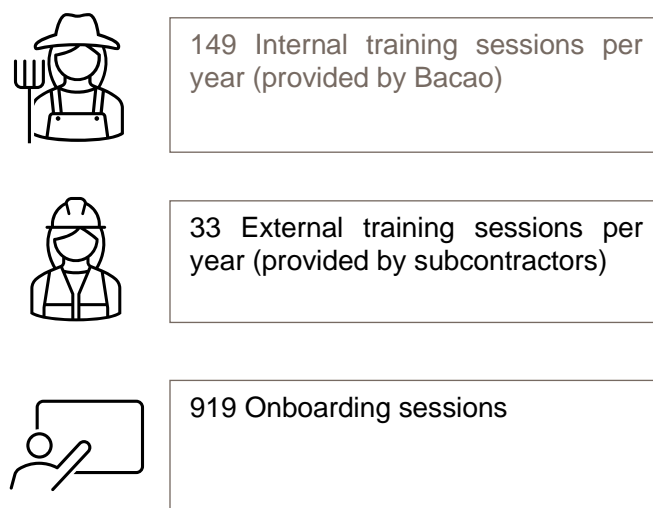 149 Internal training sessions per
year (provided by Bacao)
33 External training sessions per
year (provided by subcontractors)
919 Onboarding sessions